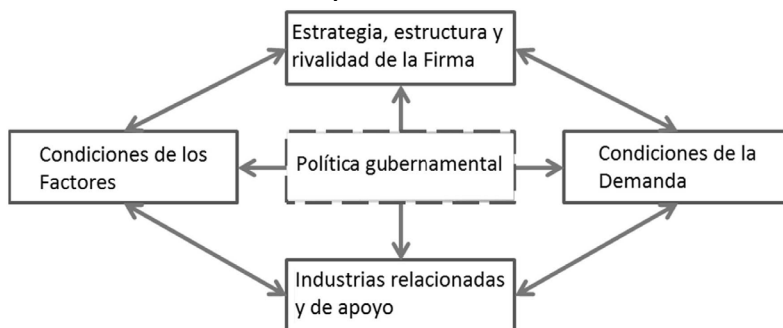 Estrategia, estructura y
rivalidad de la Firma
Condiciones de los
Factores
Política gubernamental
Condiciones de la
Demanda
Industrias relacionadas
y de apoyo